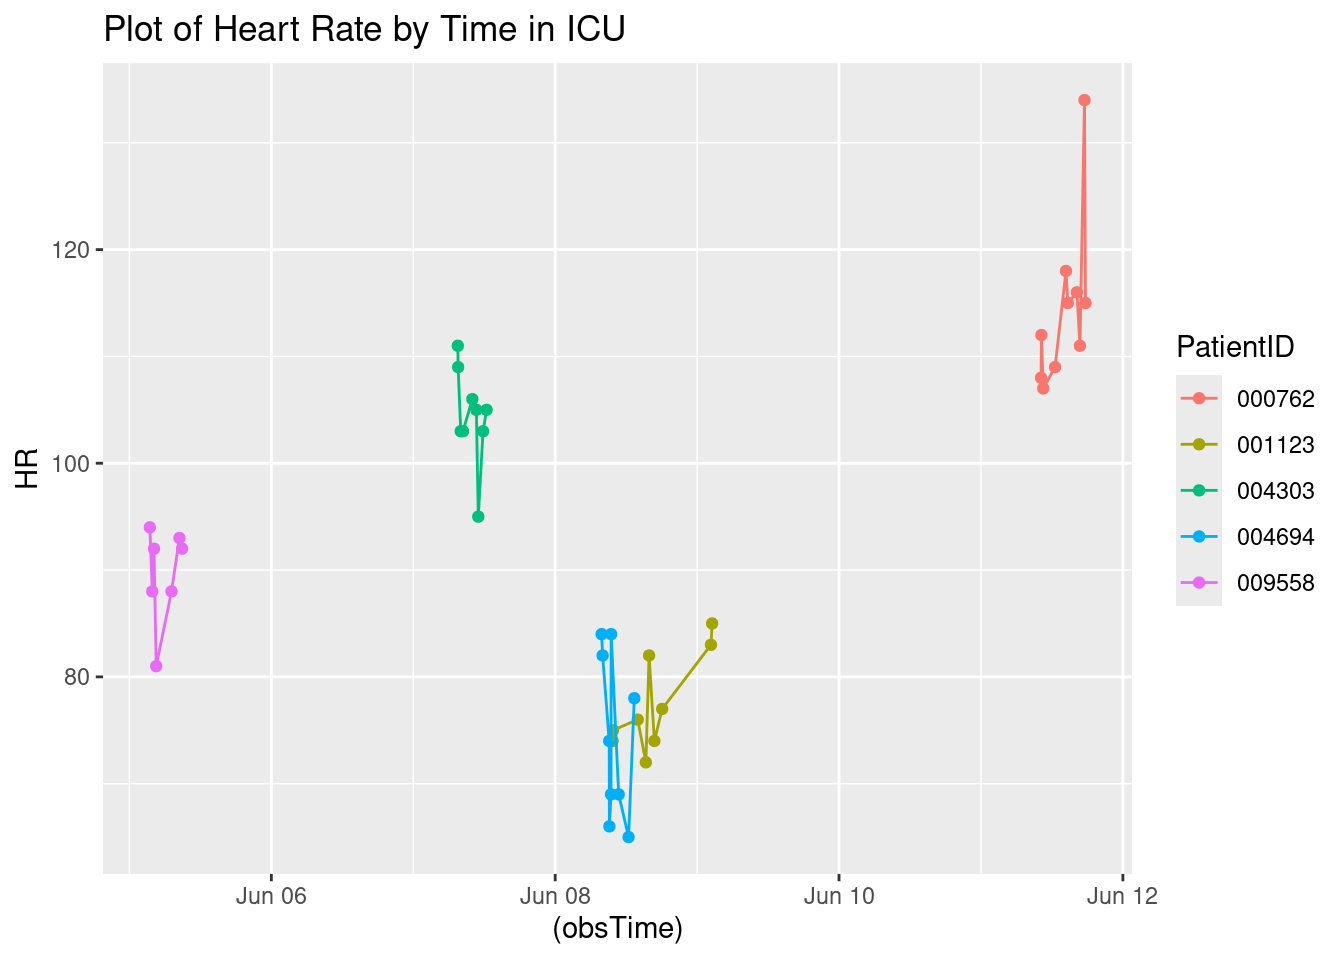 Plot of Heart Rate by Time in ICU
120
100
80
HR
Jun 06
Jun 08
Jun 10
Jun 12
(obsTime)
PatientID
000762
001123
004303
004694
009558